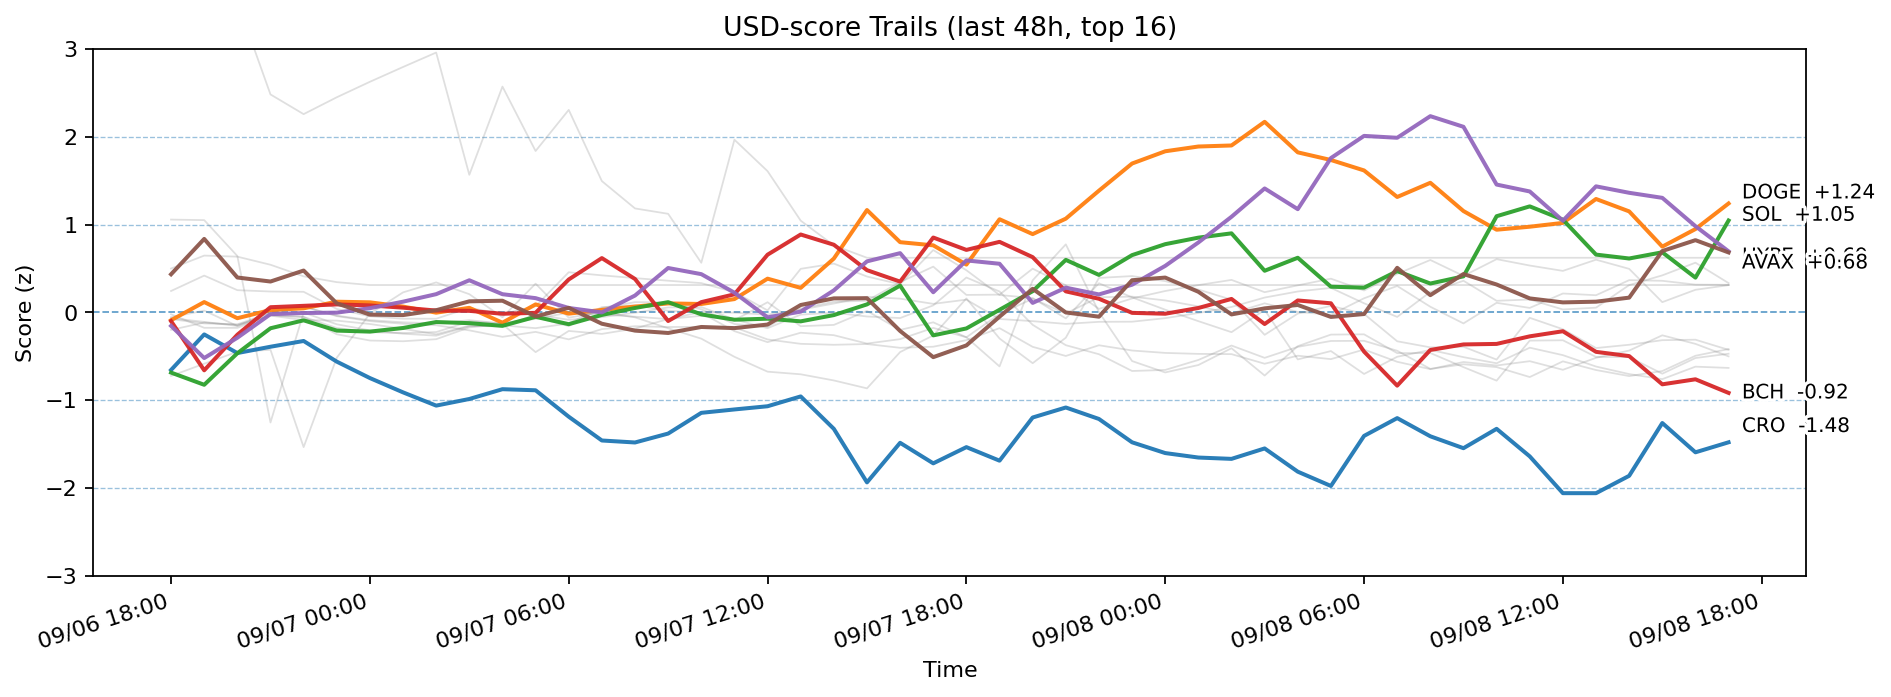 USD-score Trails (last 48h, top 16)
Score (z)
3
2
1
0
−1
−2
−3
DOGE +1.24
SOL +1.05
AVAX +0.68
BCH -0.92
CRO -1.48
09/06 18:00
09/07 00:00
09/07 06:00
09/07 12:00
09/07 18:00
09/08 00:00
09/08 06:00
09/08 12:00
09/08 18:00
Time